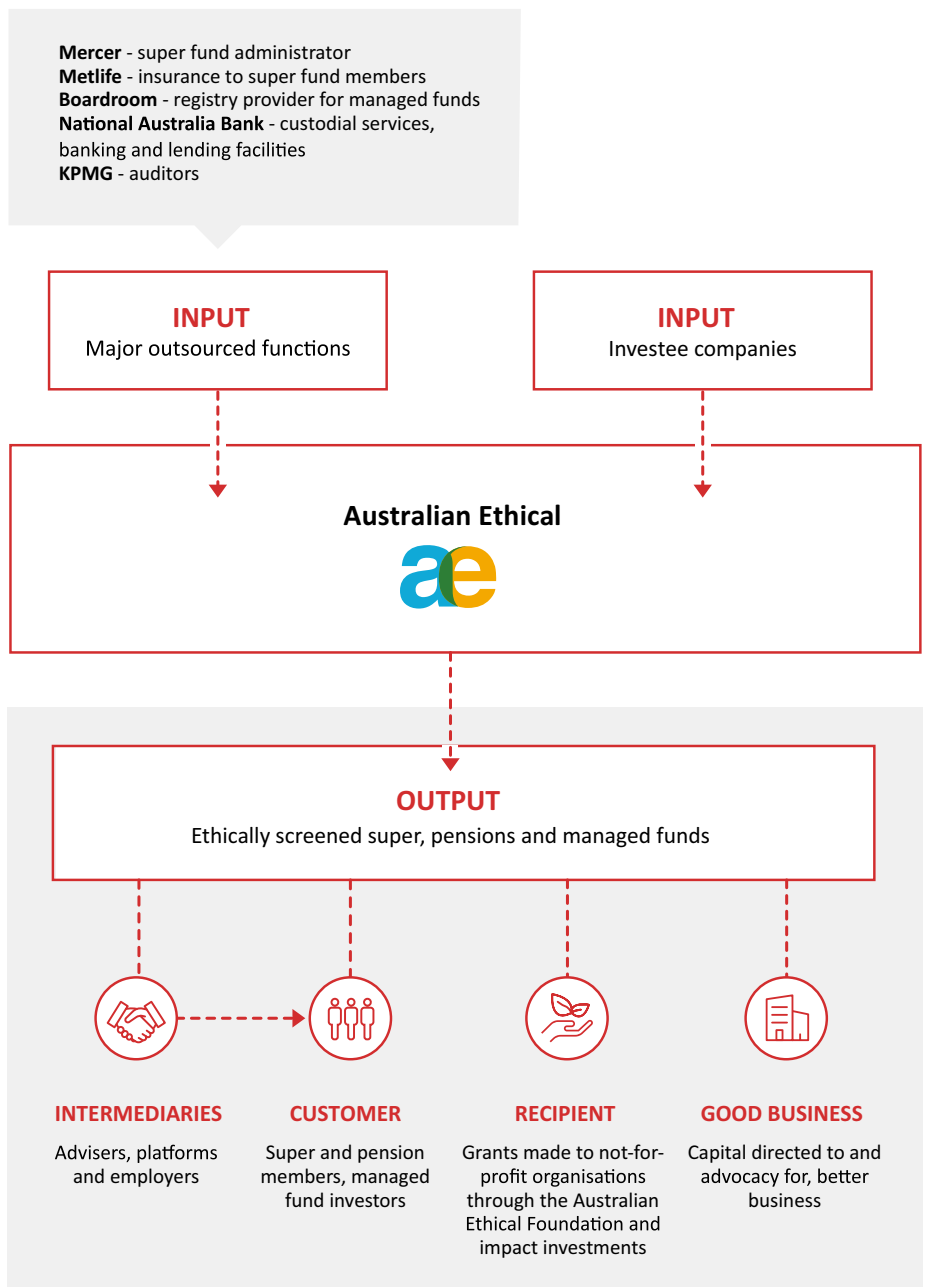 Mercer - super fund administrator
Metlife - insurance to super fund members
Boardroom - registry provider for managed funds
National Australia Bank - custodial services,
banking and lending facilities
KPMG - auditors
INPUT
Major outsourced functions
INPUT
Investee companies
Australian Ethical
ae
OUTPUT
Ethically screened super, pensions and managed funds
INTERMEDIARIES
Advisers, platforms
and employers
CUSTOMER
Super and pension
members, managed
fund investors
RECIPIENT
Grants made to not-for-
profit organisations
through the Australian
Ethical Foundation and
impact investments
GOOD BUSINESS
Capital directed to and
advocacy for, better
business